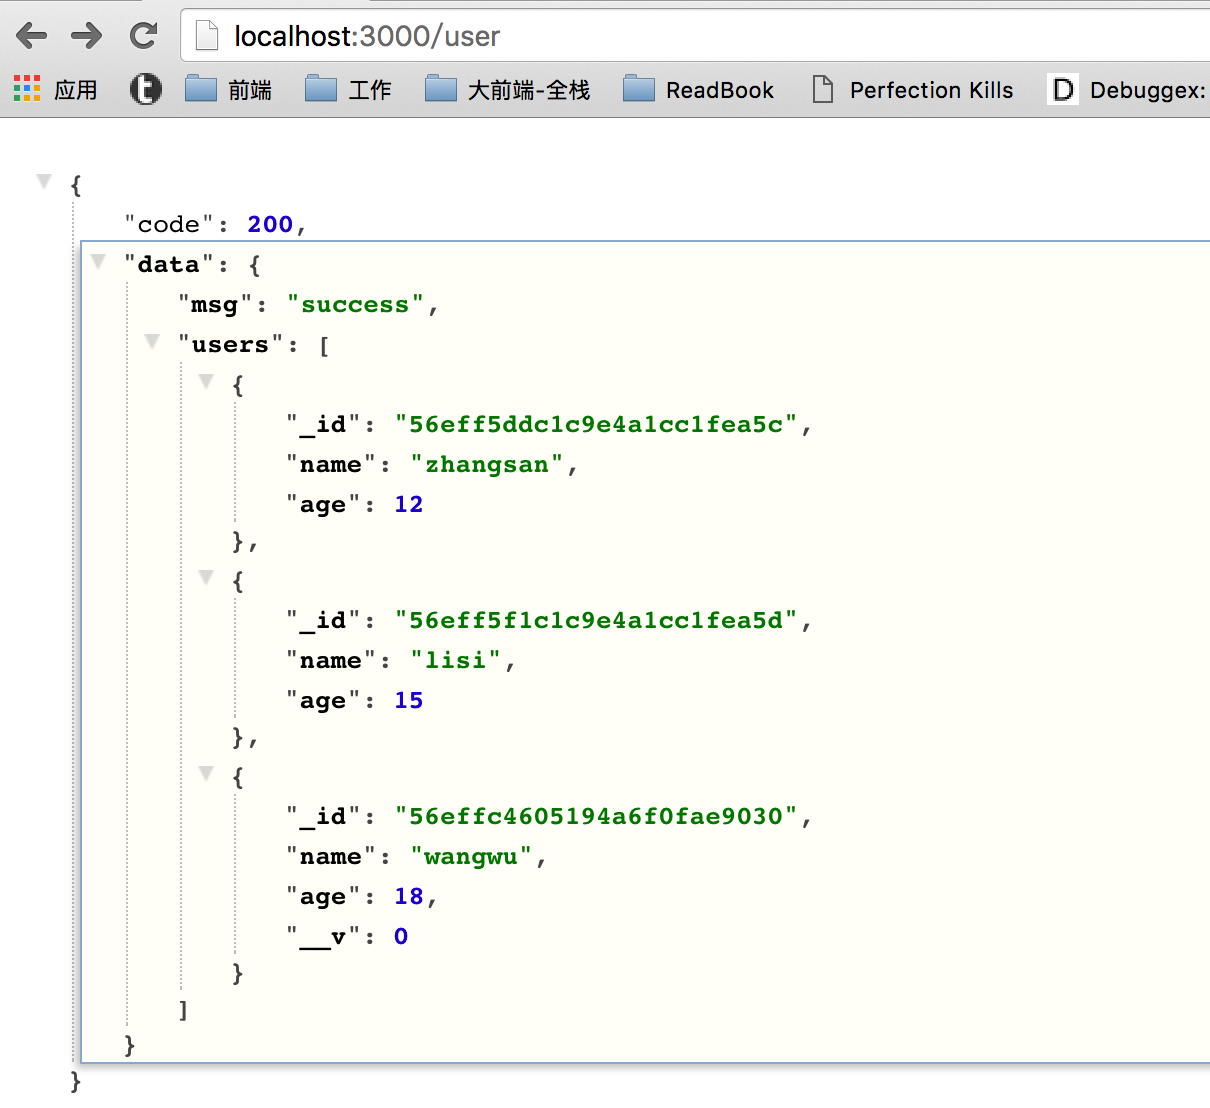 localhost:3000/user
应用 前端 工作 大前端-全栈 ReadBook Perfection Kills D Debuggex:
{
"code": 200,
"data": {
"msg": "success",
"users": [
{
"_id": "56eff5ddc1c9e4a1cc1fea5c",
"name": "zhangsan",
"age": 12
},
{
"_id": "56eff5f1c1c9e4a1cc1fea5d",
"name": "lisi",
"age": 15
},
{
"_id": "56effc4605194a6f0fae9030",
"name": "wangwu",
"age": 18,
"__v": 0
}
]
}
}